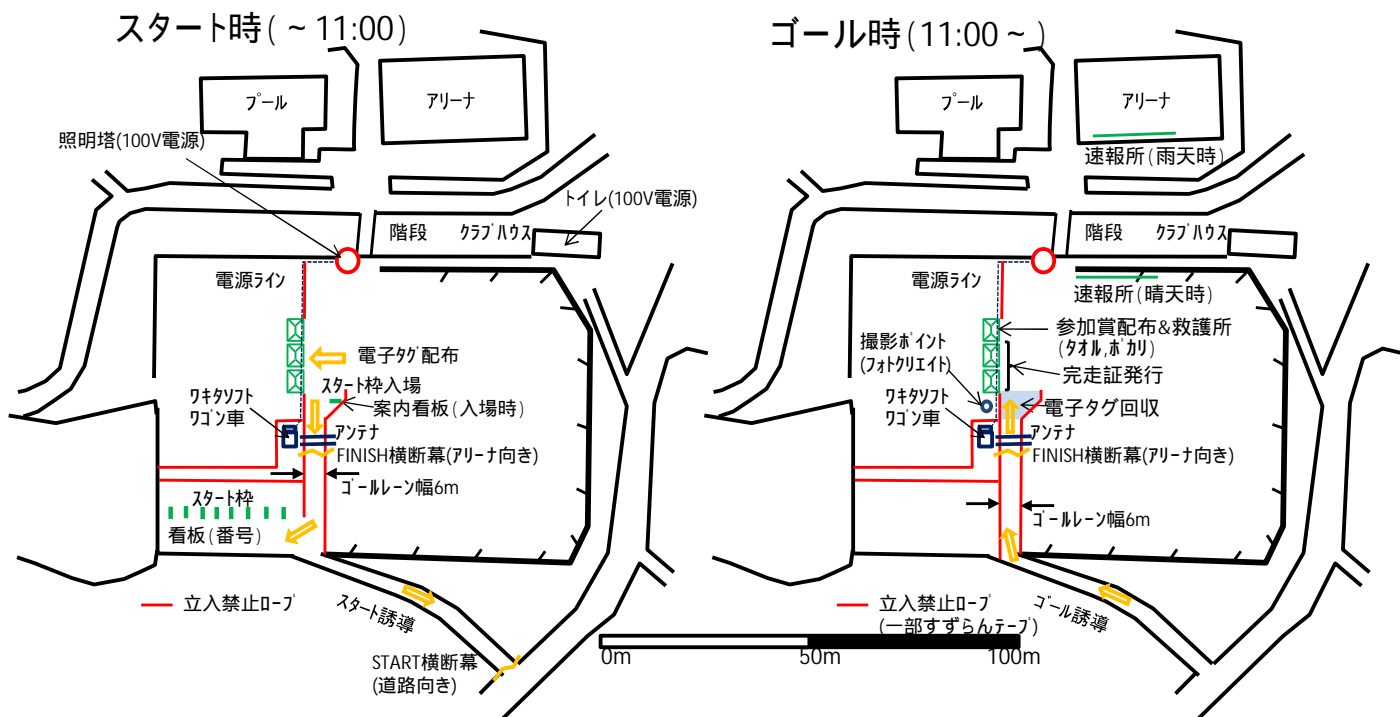 スタート時(~11:00)
プール
アリーナ
照明塔(100V電源)
トイレ(100V電源)
階段
クラブハウス
電源ライン
電子タグ配布
スタート枠入場
案内看板(入場時)
ワキタソフト
ワゴン車
アンテナ
FINISH横断幕(アリーナ向き)
ゴールレーン幅6m
スタート枠
看板(番号)
立入禁止ロープ
スタート誘導
START横断幕
(道路向き)
ゴール時(11:00~)
プール
アリーナ
速報所(雨天時)
階段
クラブハウス
電源ライン
速報所(晴天時)
参加賞配布&救護所
(タオル,ポカリ)
撮影ポイント
(フォトクリエイト)
完走証発行
電子タグ回収
ワキタソフト
ワゴン車
アンテナ
FINISH横断幕(アリーナ向き)
ゴールレーン幅6m
ゴール誘導
立入禁止ロープ
(一部すずらんテープ)
0m
50m
100m